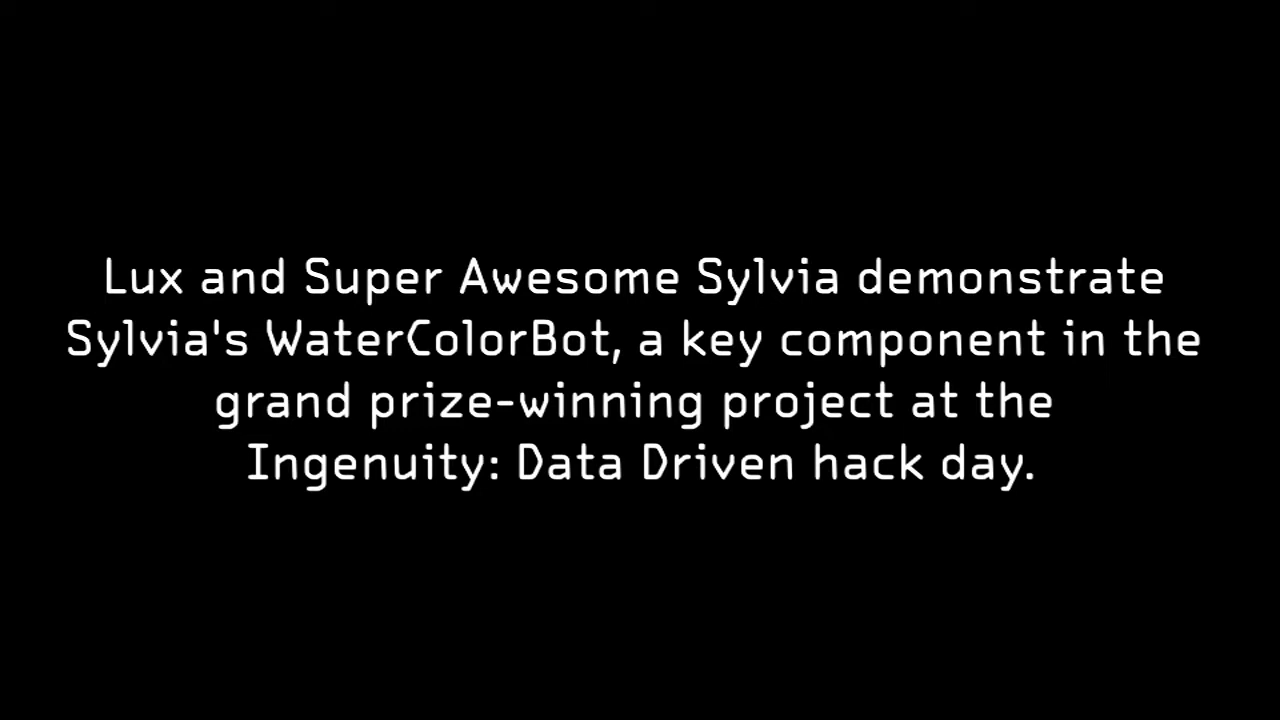 Lux and Super Awesome Sylvia demonstrate
Sylvia's WaterColorBot, a key component in the
grand prize-winning project at the
Ingenuity: Data Driven hack day.